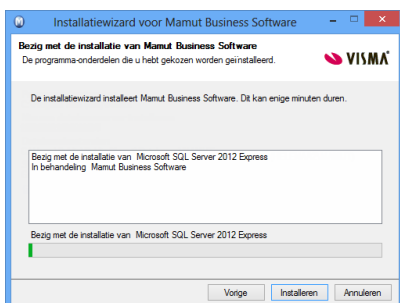 Installatiewizard voor Mamut Business Software
Bezig met de installatie van Mamut Business Software
De programma-onderdelen die u hebt gekozen worden geïnstalleerd.
VISMA
De installatiewizard installeert Mamut Business Software. Dit kan enige minuten duren.
Bezig met de installatie van Microsoft SQL Server 2012 Express
In behandeling Mamut Business Software
Bezig met de installatie van Microsoft SQL Server 2012 Express
Vorige
Installeren
Annuleren